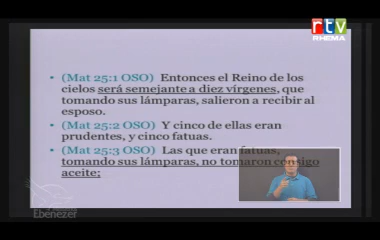 rtv
RHEMA
• (Mat 25:1 OSO) Entonces el Reino de los
cielos será semejante a diez vírgenes, que
tomando sus lámparas, salieron a recibir al
esposo.
• (Mat 25:2 OSO) Y cinco de ellas eran
prudentes, y cinco fatuas.
• (Mat 25:3 OSO) Las que eran fatuas,
tomando sus lámparas, no tomaron consigo
aceite;
Ebenezer